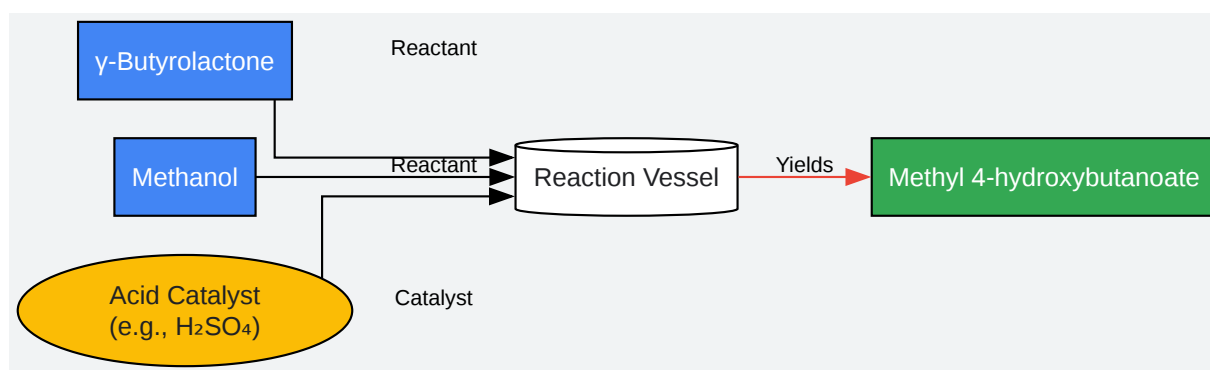 γ-Butyrolactone
Reactant
Methanol
Reactant
Reaction Vessel
Yields
Methyl 4-hydroxybutanoate
Acid Catalyst
(e.g., H₂SO₄)
Catalyst